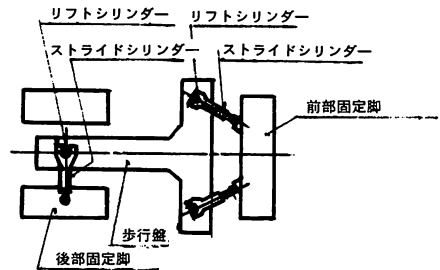 リフトシリンダー
リフトシリンダー
ストライドシリンダー
ストライドシリンダー
前部固定脚
歩行盤
後部固定脚